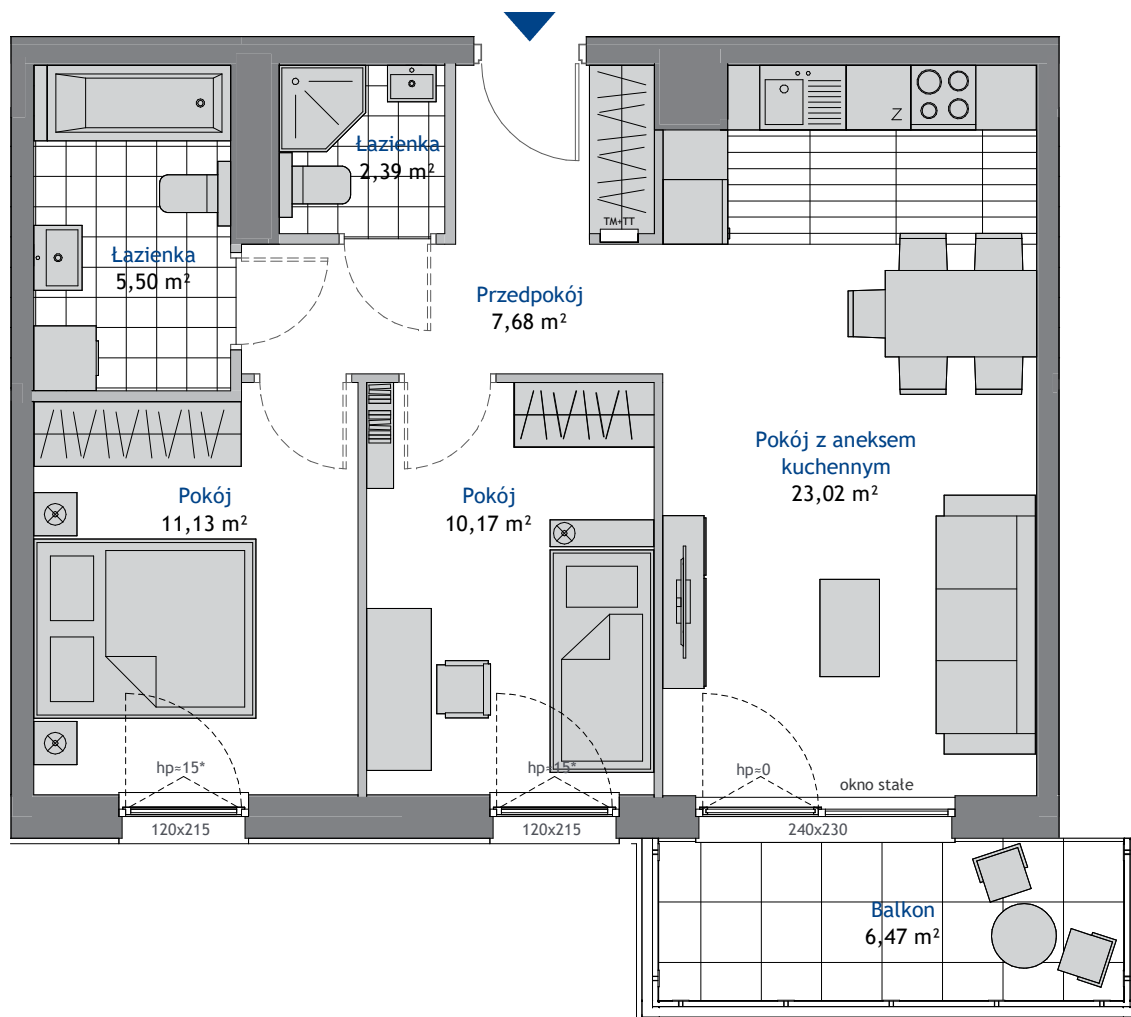 Łazienka
2,39 m²
Z
TM+TT
Łazienka
5,50 m²
Przedpokój
7,68 m²
Pokój z aneksem
kuchennym
23,02 m²
Pokój
11,13 m²
Pokój
10,17 m²
hp≈15*
hp≈15*
hp≈0
okno stałe
120x215
120x215
240x230
Balkon
6,47 m²